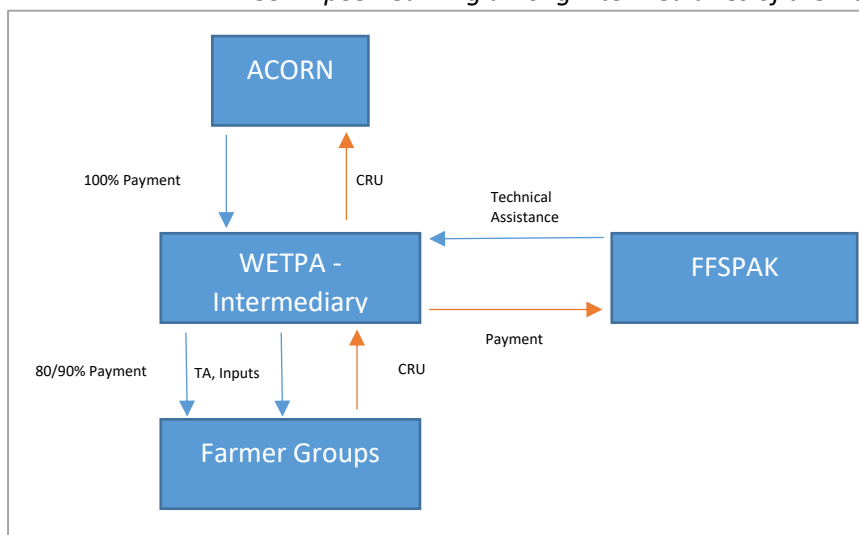 ACORN
100% Payment
CRU
Technical
Assistance
WETPA -
Intermediary
FFSPAK
Payment
80/90% Payment
TA, Inputs
CRU
Farmer Groups